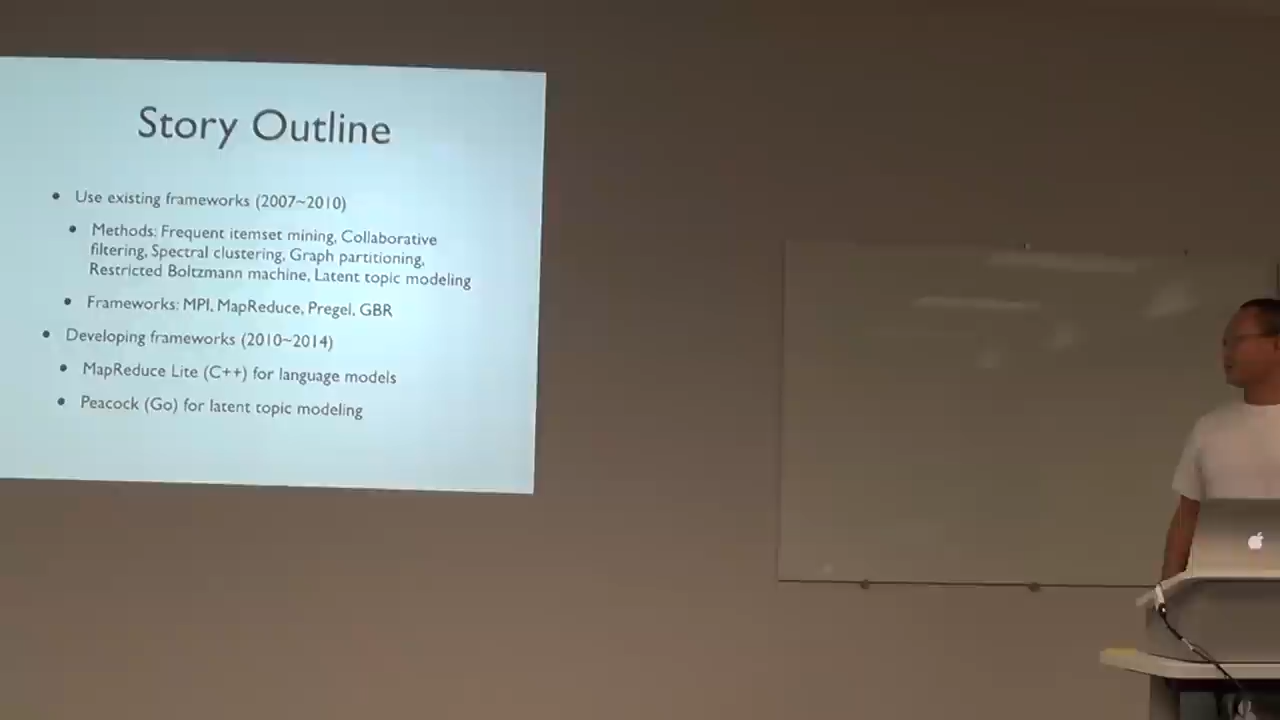 Story Outline
• Use existing frameworks (2007~2010)
• Methods: Frequent itemset mining, Collaborative
filtering, Spectral clustering, Graph partitioning,
Restricted Boltzmann machine, Latent topic modeling
• Frameworks: MPI, MapReduce, Pregel, GBR
• Developing frameworks (2010~2014)
• MapReduce Lite (C++) for language models
• Peacock (Go) for latent topic modeling